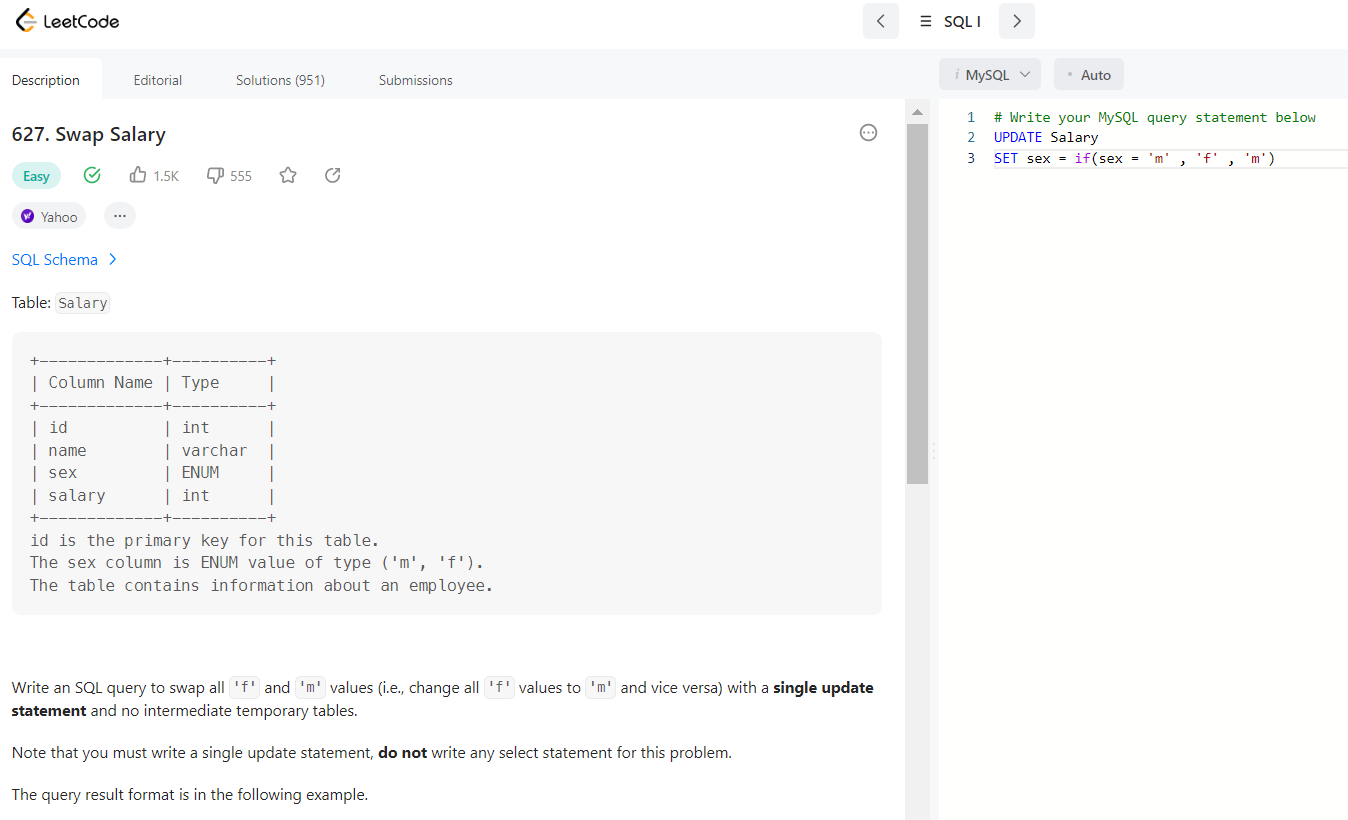 LeetCode
SQL I
Description Editorial Solutions (951) Submissions
i MySQL Auto
627. Swap Salary
Easy 1.5K 555
Yahoo
SQL Schema
Table: Salary
+-------------+----------+
| Column Name | Type     |
+-------------+----------+
| id          | int      |
| name        | varchar  |
| sex         | ENUM     |
| salary      | int      |
+-------------+----------+
id is the primary key for this table.
The sex column is ENUM value of type ('m', 'f').
The table contains information about an employee.
Write an SQL query to swap all 'f' and 'm' values (i.e., change all 'f' values to 'm' and vice versa) with a single update
statement and no intermediate temporary tables.
Note that you must write a single update statement, do not write any select statement for this problem.
The query result format is in the following example.
1 # Write your MySQL query statement below
2 UPDATE Salary
3 SET sex = if(sex = 'm' , 'f' , 'm')